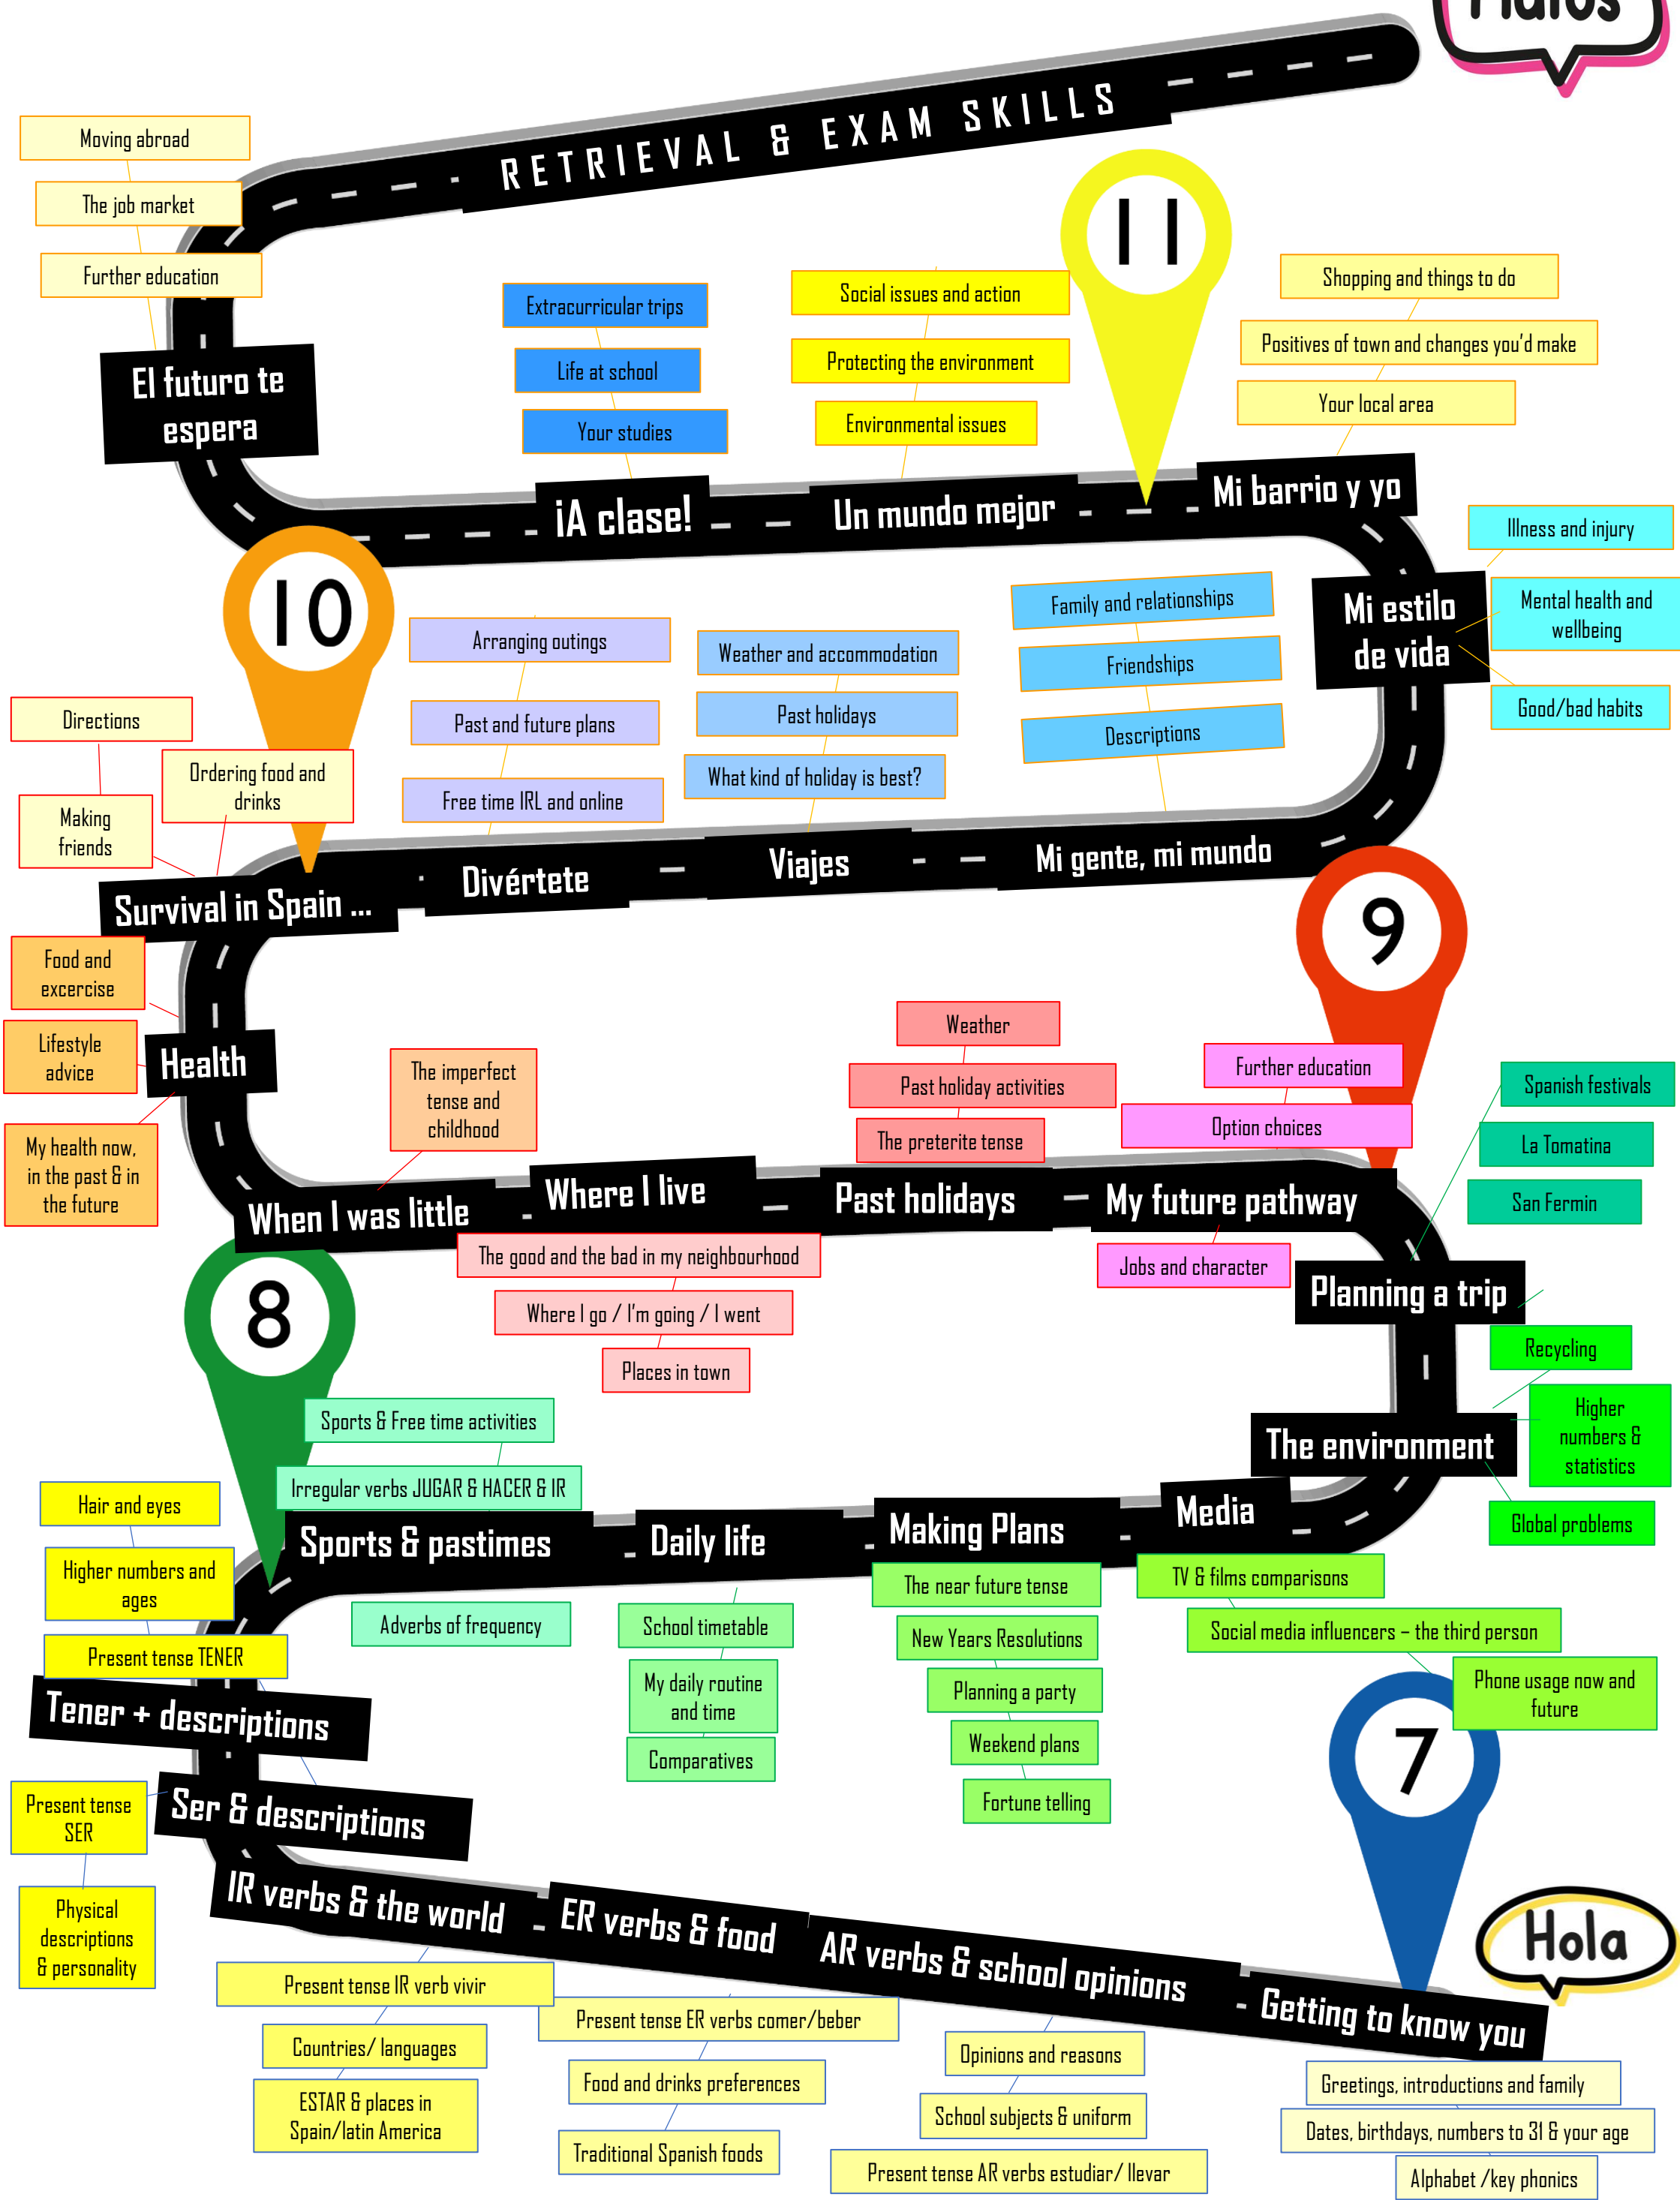 RETRIEVAL & EXAM SKILLS
Moving abroad
The job market
Further education
El futuro te
espera
Extracurricular trips
Life at school
Your studies
¡A clase!
Social issues and action
Protecting the environment
Environmental issues
Un mundo mejor
11
Shopping and things to do
Positives of town and changes you'd make
Your local area
Mi barrio y yo
Illness and injury
Mental health and
wellbeing
Good/bad habits
Mi estilo
de vida
Family and relationships
Friendships
Descriptions
Mi gente, mi mundo
Weather and accommodation
Past holidays
What kind of holiday is best?
Viajes
Arranging outings
Past and future plans
Free time IRL and online
Divértete
10
Directions
Making
friends
Ordering food and
drinks
Survival in Spain ...
9
Food and
excercise
Lifestyle
advice
My health now,
in the past & in
the future
Health
The imperfect
tense and
childhood
When I was little
Where I live
The good and the bad in my neighbourhood
Where I go / I'm going / I went
Places in town
Weather
Past holiday activities
The preterite tense
Past holidays
Further education
Option choices
My future pathway
Jobs and character
Spanish festivals
La Tomatina
San Fermin
Planning a trip
Recycling
Higher
numbers &
statistics
Global problems
The environment
8
Sports & Free time activities
Irregular verbs JUGAR & HACER & IR
Sports & pastimes
Adverbs of frequency
Daily life
School timetable
My daily routine
and time
Comparatives
Making Plans
The near future tense
New Years Resolutions
Planning a party
Weekend plans
Fortune telling
Media
TV & films comparisons
Social media influencers – the third person
Phone usage now and
future
7
Hair and eyes
Higher numbers and
ages
Present tense TENER
Tener + descriptions
Present tense
SER
Physical
descriptions
& personality
Ser & descriptions
IR verbs & the world
Present tense IR verb vivir
Countries/ languages
ESTAR & places in
Spain/latin America
ER verbs & food
Present tense ER verbs comer/beber
Food and drinks preferences
Traditional Spanish foods
AR verbs & school opinions
Opinions and reasons
School subjects & uniform
Present tense AR verbs estudiar/ llevar
Getting to know you
Hola
Greetings, introductions and family
Dates, birthdays, numbers to 31 & your age
Alphabet /key phonics